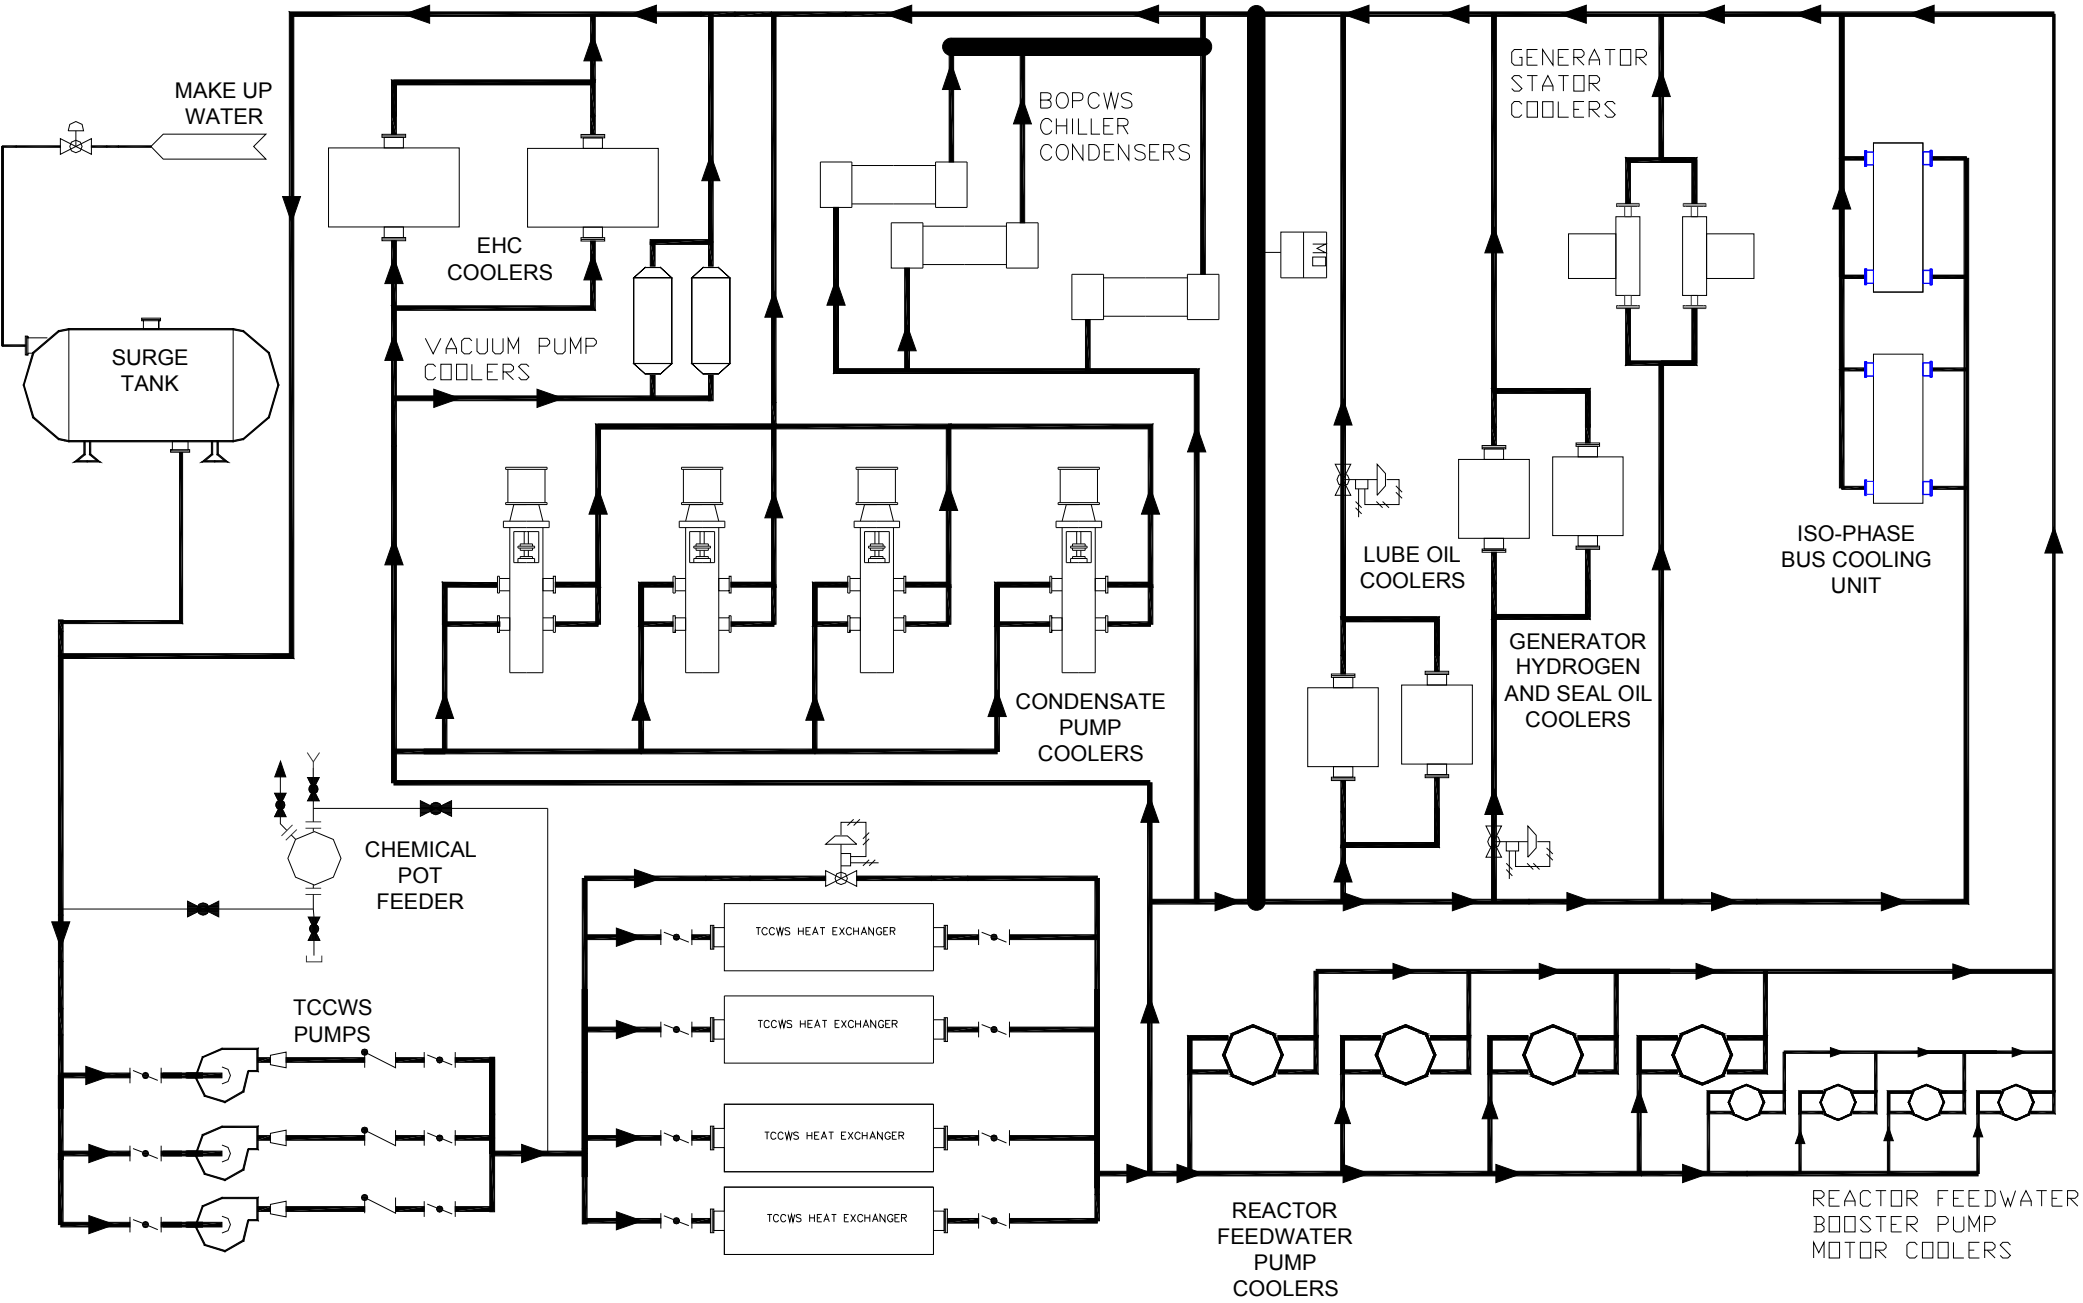 MAKE UP
WATER
GENERATOR
STATOR
COOLERS
BOPCWS
CHILLER
CONDENSERS
EHC
COOLERS
MO
VACUUM PUMP
COOLERS
SURGE
TANK
LUBE OIL
COOLERS
ISO-PHASE
BUS COOLING
UNIT
GENERATOR
HYDROGEN
AND SEAL OIL
COOLERS
CONDENSATE
PUMP
COOLERS
CHEMICAL
POT
FEEDER
TCCWS HEAT EXCHANGER
TCCWS
PUMPS
TCCWS HEAT EXCHANGER
TCCWS HEAT EXCHANGER
TCCWS HEAT EXCHANGER
REACTOR
FEEDWATER
PUMP
COOLERS
REACTOR FEEDWATER
BOOSTER PUMP
MOTOR COOLERS